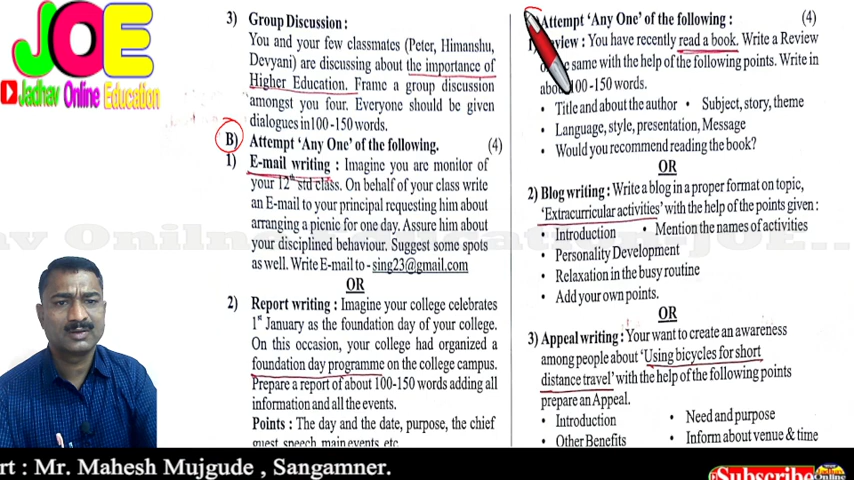 JOE
Jadhav Online Education
3) Group Discussion :
You and your few classmates (Peter, Himanshu,
Devyani) are discussing about the importance of
Higher Education. Frame a group discussion
amongst you four. Everyone should be given
dialogues in 100-150 words.
B) Attempt 'Any One' of the following. (4)
1) E-mail writing : Imagine you are monitor of
your 12th std class. On behalf of your class write
an E-mail to your principal requesting him about
arranging a picnic for one day. Assure him about
your disciplined behaviour. Suggest some spots
as well. Write E-mail to - sing23@gmail.com
OR
2) Report writing : Imagine your college celebrates
1st January as the foundation day of your college.
On this occasion, your college had organized a
foundation day programme on the college campus.
Prepare a report of about 100-150 words adding all
information and all the events.
Points : The day and the date, purpose, the chief
guest, speech, main events, etc.
Attempt 'Any One' of the following : (4)
You have recently read a book. Write a Review
same with the help of the following points. Write in
100-150 words.
• Title and about the author • Subject, story, theme
• Language, style, presentation, Message
• Would you recommend reading the book?
OR
2) Blog writing : Write a blog in a proper format on topic,
'Extracurricular activities' with the help of the points given :
• Introduction • Mention the names of activities
• Personality Development
• Relaxation in the busy routine
• Add your own points.
OR
3) Appeal writing : Your want to create an awareness
among people about 'Using bicycles for short
distance travel' with the help of the following points
prepare an Appeal.
• Introduction • Need and purpose
• Other Benefits • Inform about venue & time
rt : Mr. Mahesh Mujgude , Sangamner.
Subscribe